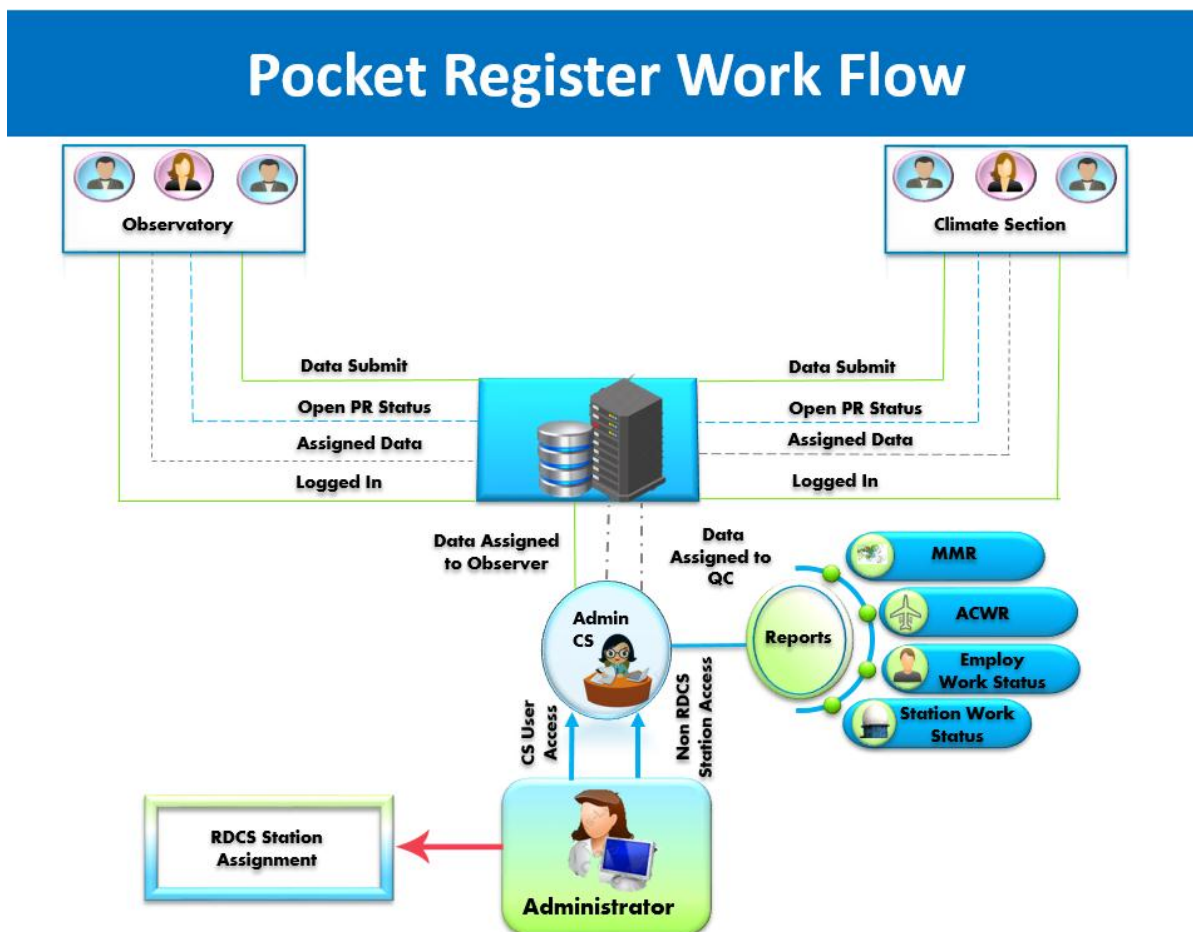 Pocket Register Work Flow
Observatory
Climate Section
Data Submit
Open PR Status
Assigned Data
Logged In
Data Submit
Open PR Status
Assigned Data
Logged In
Data Assigned
to Observer
Data
Assigned to
QC
Admin
CS
Reports
MMR
ACWR
Employ
Work Status
Station Work
Status
CS User
Access
Non RDCS
Station Access
RDCS Station
Assignment
Administrator